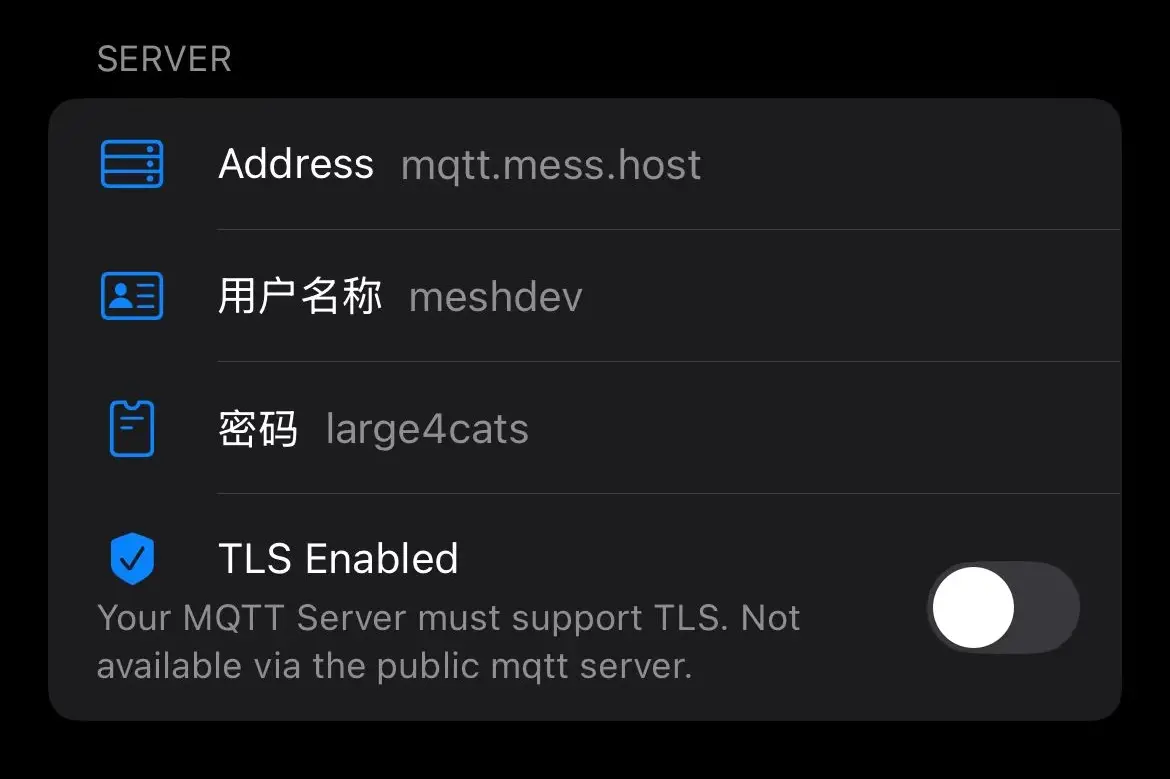 SERVER
Address mqtt.mess.host
用户名称 meshdev
密码 large4cats
TLS Enabled
Your MQTT Server must support TLS. Not
available via the public mqtt server.